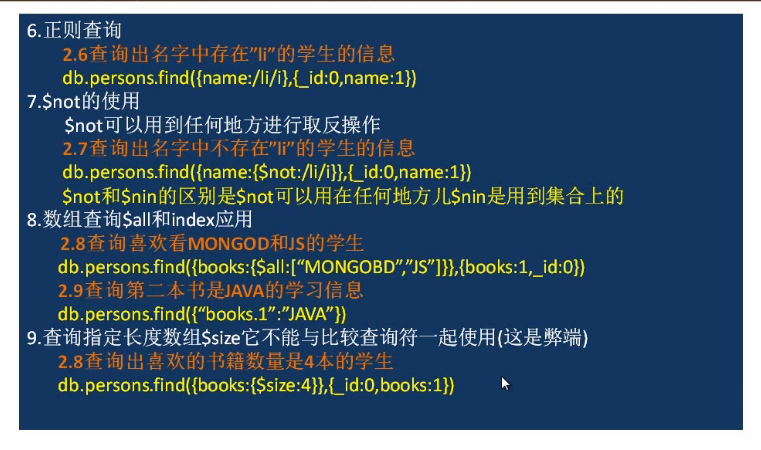 6.正则查询
2.6查询出名字中存在”li”的学生的信息
db.persons.find({name:/li/i},{_id:0,name:1})
7.$not的使用
$not可以用到任何地方进行取反操作
2.7查询出名字中不存在”li”的学生的信息
db.persons.find({name:{$not:/li/i}},{_id:0,name:1})
$not和$nin的区别是$not可以用在任何地方儿$nin是用到集合上的
8.数组查询$all和index应用
2.8查询喜欢看MONGOD和JS的学生
db.persons.find({books:{$all:[“MONGOBD”,”JS”]}},{books:1,_id:0})
2.9查询第二本书是JAVA的学习信息
db.persons.find({“books.1”:”JAVA”})
9.查询指定长度数组$size它不能与比较查询符一起使用(这是弊端)
2.8查询出喜欢的书籍数量是4本的学生
db.persons.find({books:{$size:4}},{_id:0,books:1})